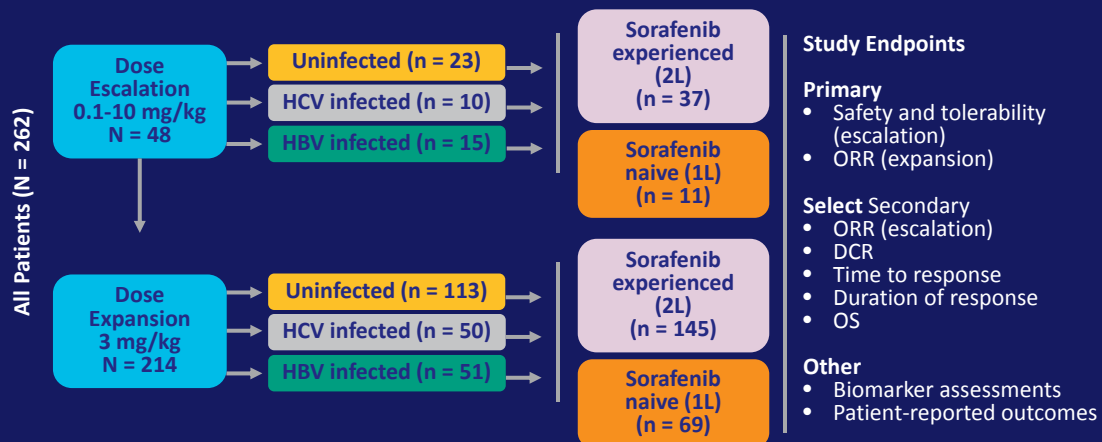 All Patients (N = 262)
Dose
Escalation
0.1-10 mg/kg
N = 48
Uninfected (n = 23)
HCV infected (n = 10)
HBV infected (n = 15)
Sorafenib
experienced
(2L)
(n = 37)
Sorafenib
naive (1L)
(n = 11)
Dose
Expansion
3 mg/kg
N = 214
Uninfected (n = 113)
HCV infected (n = 50)
HBV infected (n = 51)
Sorafenib
experienced
(2L)
(n = 145)
Sorafenib
naive (1L)
(n = 69)
Study Endpoints
Primary
• Safety and tolerability
(escalation)
• ORR (expansion)
Select Secondary
• ORR (escalation)
• DCR
• Time to response
• Duration of response
• OS
Other
• Biomarker assessments
• Patient-reported outcomes